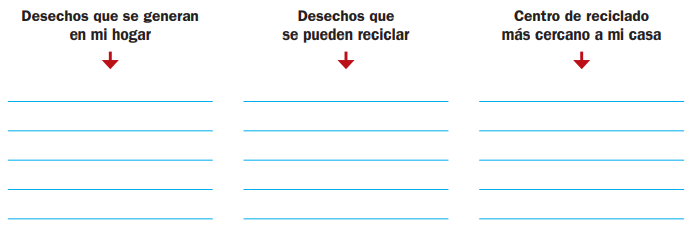 Desechos que se generan
en mi hogar
Desechos que
se pueden reciclar
Centro de reciclado
más cercano a mi casa